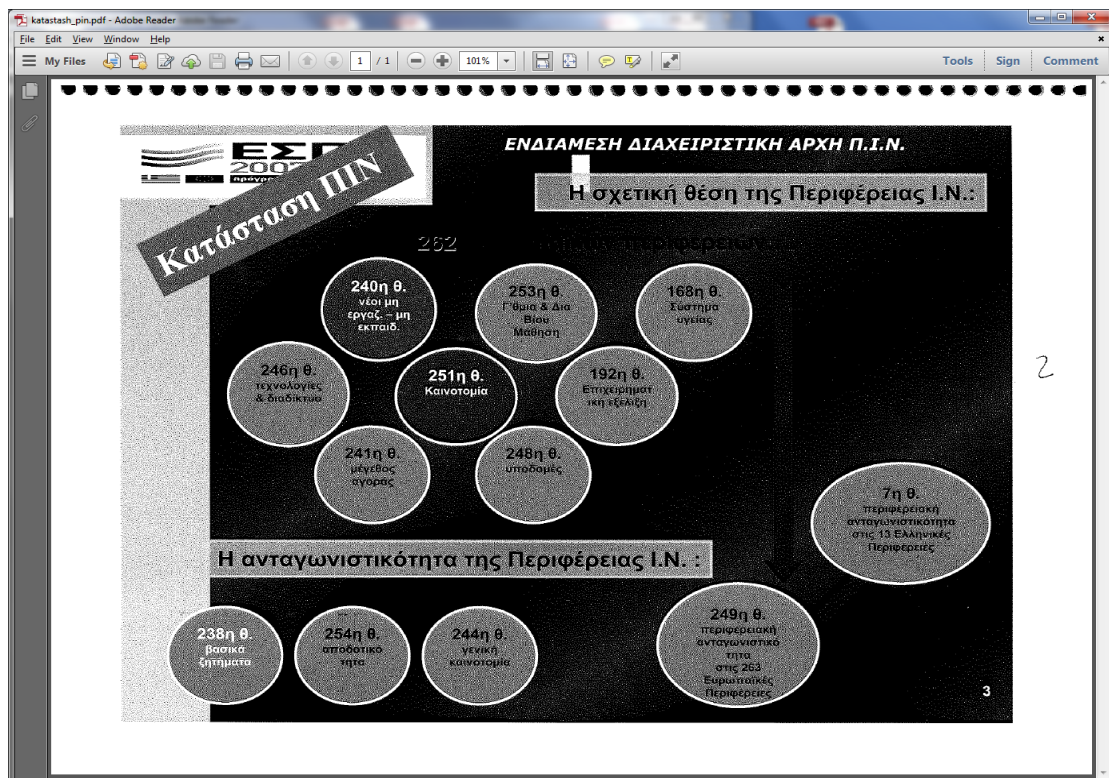 katastash_pin.pdf - Adobe Reader
File Edit View Window Help
My Files 1 / 1 101% Tools Sign Comment
ΕΝΔΙΑΜΕΣΗ ΔΙΑΧΕΙΡΙΣΤΙΚΗ ΑΡΧΗ Π.Ι.Ν.
Κατάσταση ΠΙΝ
Η σχετική θέση της Περιφέρειας Ι.Ν.:
262
240η θ.
νέοι μη
εργαζ. – μη
εκπαιδ.
253η θ.
Γ'θμια & Δια
Βίου
Μάθηση
168η θ.
Σύστημα
υγείας
246η θ.
τεχνολογίες
& διαδίκτυο
251η θ.
Καινοτομία
192η θ.
Επιχειρηματ
ική εξέλιξη
241η θ.
μέγεθος
αγοράς
248η θ.
υποδομές
7η θ.
περιφερειακή
ανταγωνιστικότητα
στις 13 Ελληνικές
Περιφέρειες
Η ανταγωνιστικότητα της Περιφέρειας Ι.Ν. :
238η θ.
βασικά
ζητήματα
254η θ.
αποδοτικό
τητα
244η θ.
γενική
καινοτομία
249η θ.
περιφερειακή
ανταγωνιστικό
τητα
στις 263
Ευρωπαϊκές
Περιφέρειες
3
2